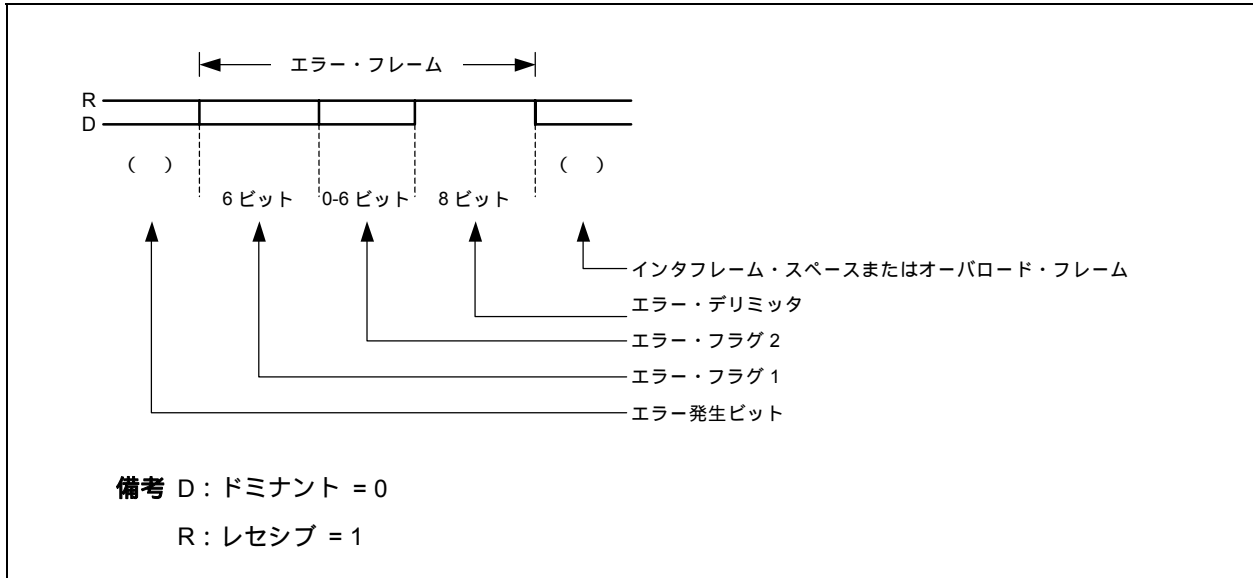 エラー・フレーム
R
D
(　)
(　)
6 ビット
0-6 ビット
8 ビット
インタフレーム・スペースまたはオーバロード・フレーム
エラー・デリミッタ
エラー・フラグ 2
エラー・フラグ 1
エラー発生ビット
備考 D：ドミナント = 0
R：レセシブ = 1